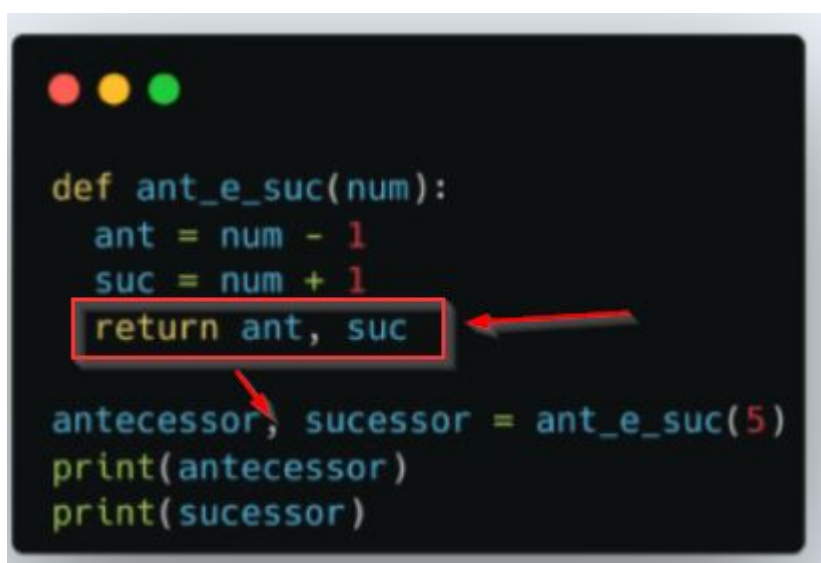 def ant_e_suc(num):
  ant = num - 1
  suc = num + 1
  return ant, suc
antecessor, sucessor = ant_e_suc(5)
print(antecessor)
print(sucessor)